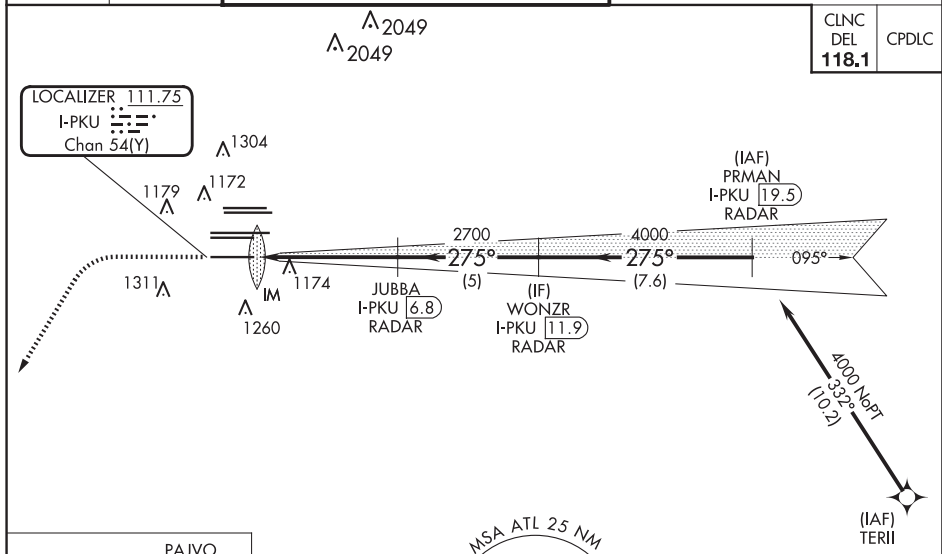 2049
2049
CLNC
DEL
118.1
CPDLC
LOCALIZER 111.75
I-PKU
Chan 54(Y)
1304
1179
1172
(IAF)
PRMAN
I-PKU 19.5
RADAR
2700
4000
275°
275°
095°
(5)
(7.6)
1311
IM
1174
1260
JUBBA
I-PKU 6.8
RADAR
(IF)
WONZR
I-PKU 11.9
RADAR
4000 NoPT
332°
(10.2)
(IAF)
TERII
PAJVO
MSA ATL 25 NM